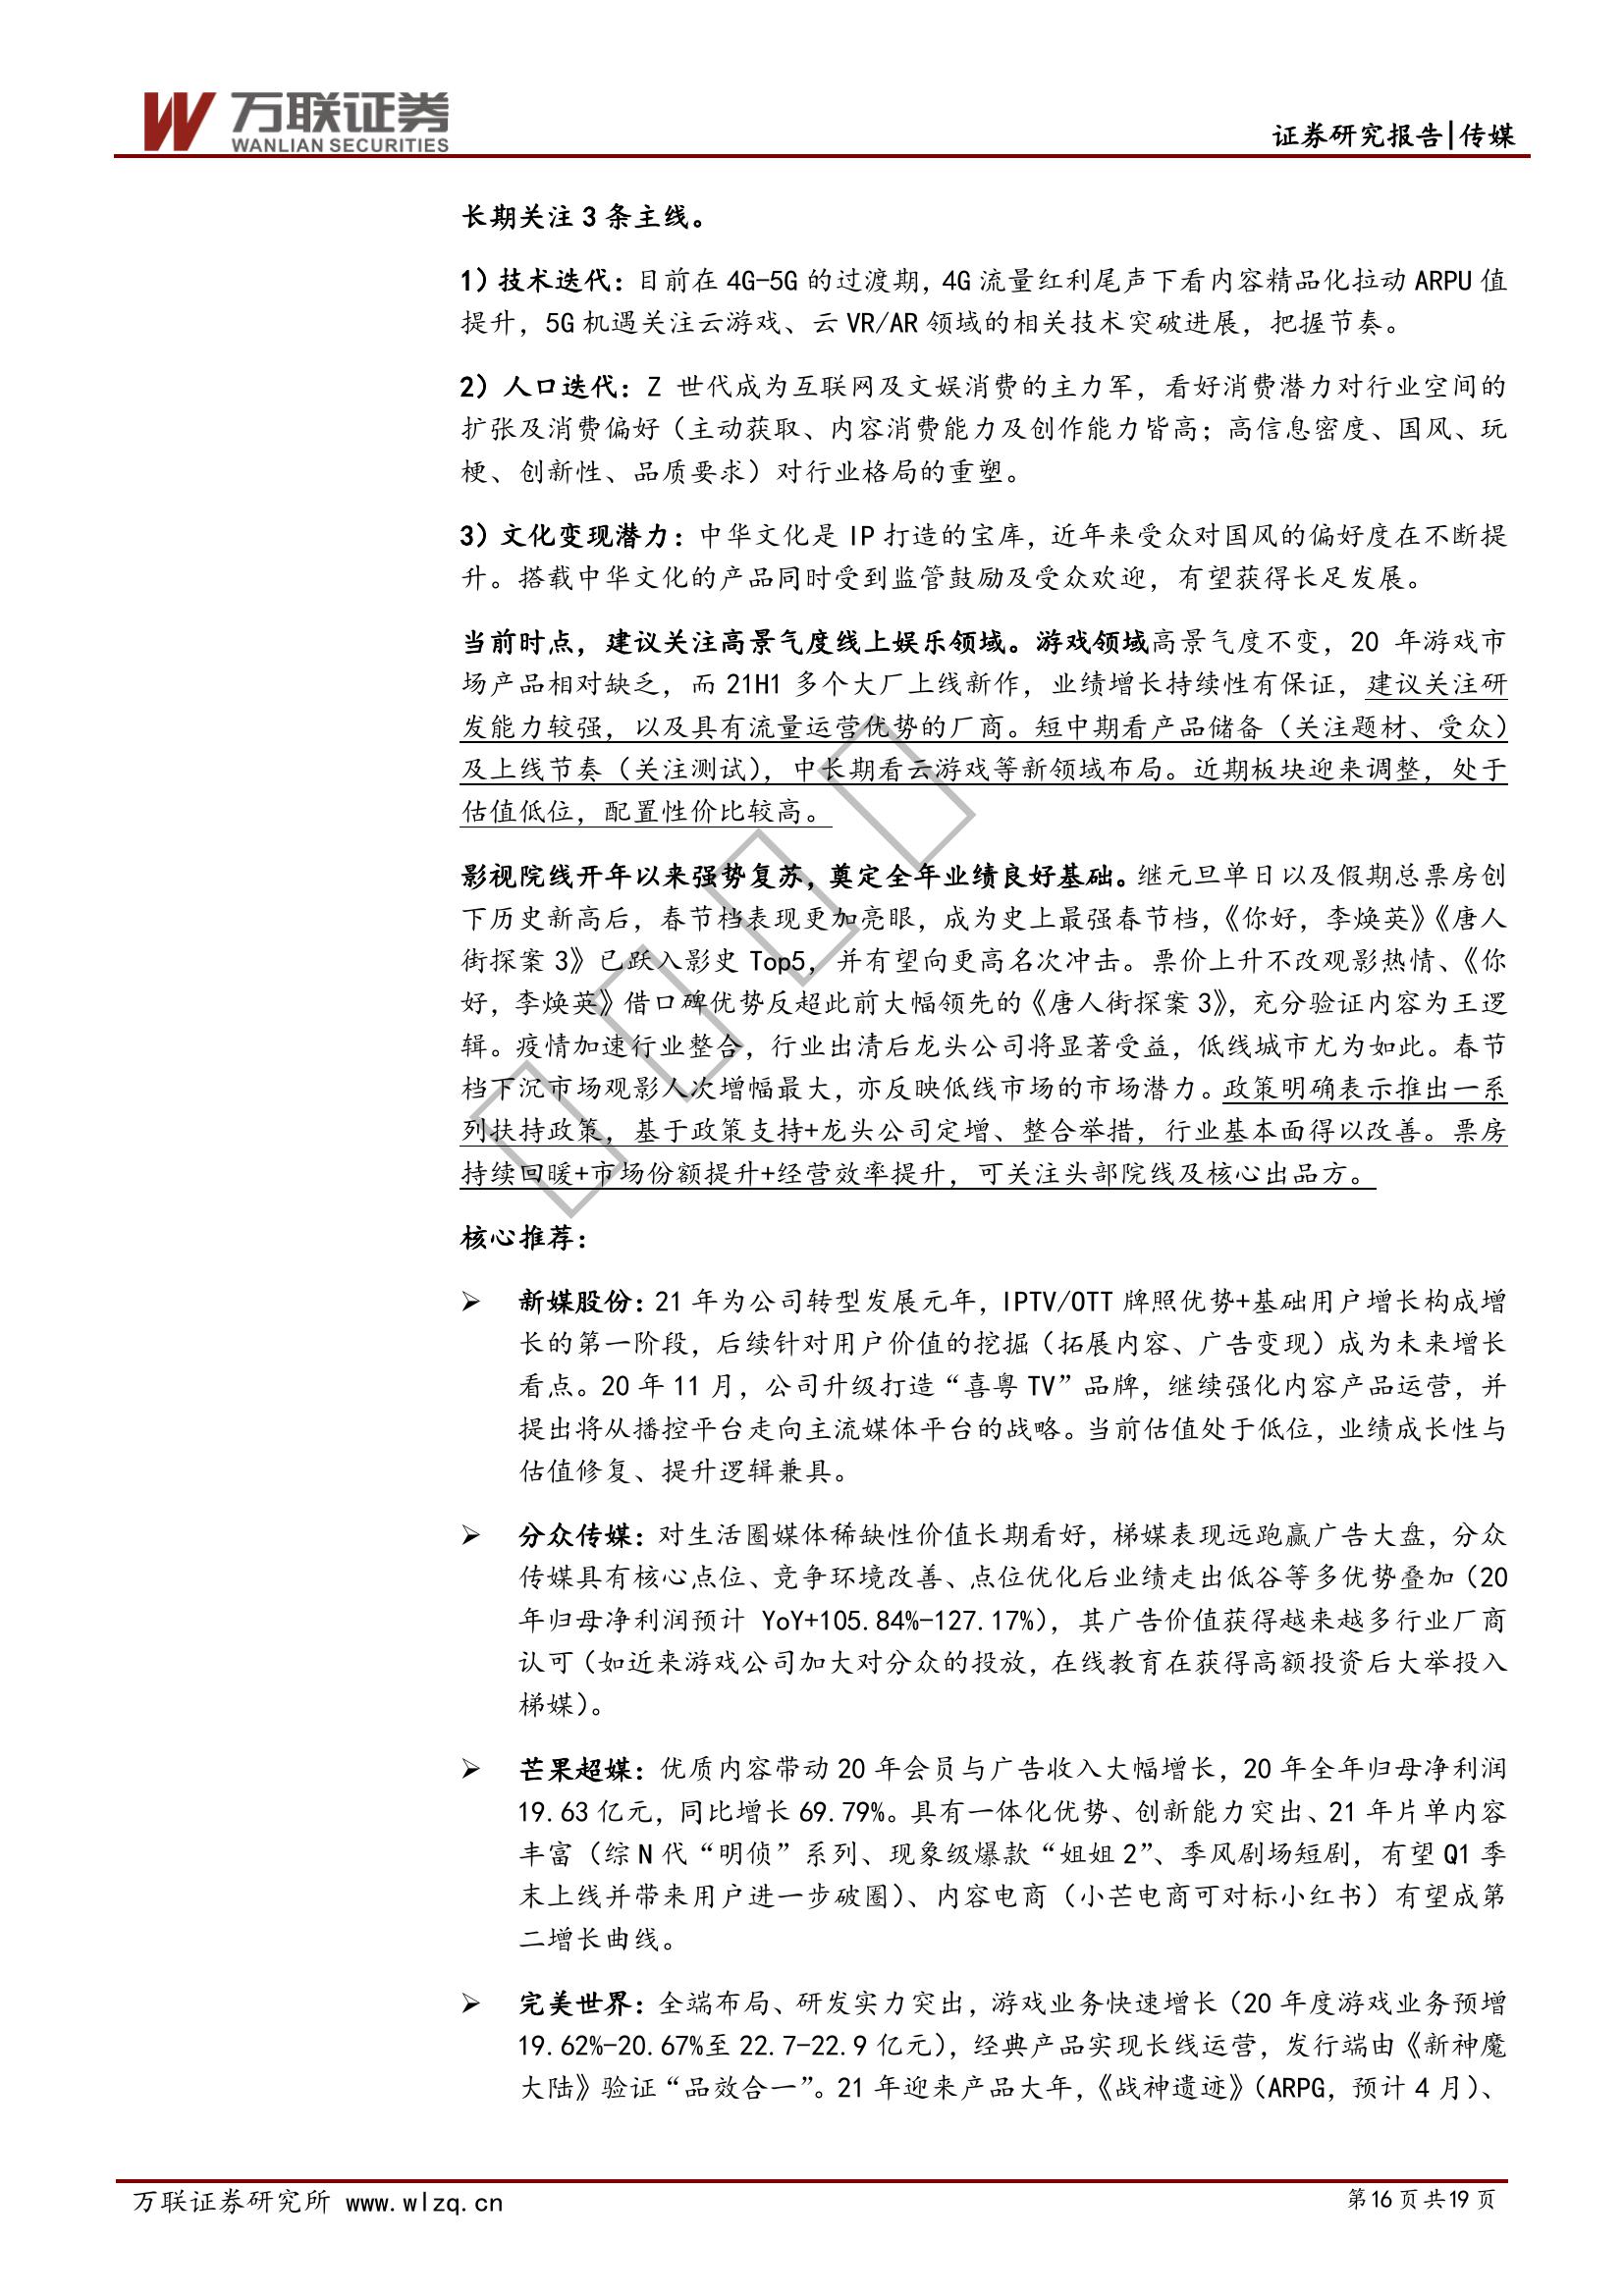 万联证券
WANLIAN SECURITIES
证券研究报告|传媒
长期关注 3 条主线。
1）技术迭代：目前在 4G-5G 的过渡期，4G 流量红利尾声下看内容精品化拉动 ARPU 值
提升，5G 机遇关注云游戏、云 VR/AR 领域的相关技术突破进展，把握节奏。
2）人口迭代：Z 世代成为互联网及文娱消费的主力军，看好消费潜力对行业空间的
扩张及消费偏好（主动获取、内容消费能力及创作能力皆高；高信息密度、国风、玩
梗、创新性、品质要求）对行业格局的重塑。
3）文化变现潜力：中华文化是 IP 打造的宝库，近年来受众对国风的偏好度在不断提
升。搭载中华文化的产品同时受到监管鼓励及受众欢迎，有望获得长足发展。
当前时点，建议关注高景气度线上娱乐领域。游戏领域高景气度不变，20 年游戏市
场产品相对缺乏，而 21H1 多个大厂上线新作，业绩增长持续性有保证，建议关注研
发能力较强，以及具有流量运营优势的厂商。短中期看产品储备（关注题材、受众）
及上线节奏（关注测试），中长期看云游戏等新领域布局。近期板块迎来调整，处于
估值低位，配置性价比较高。
影视院线开年以来强势复苏，奠定全年业绩良好基础。继元旦单日以及假期总票房创
下历史新高后，春节档表现更加亮眼，成为史上最强春节档，《你好，李焕英》《唐人
街探案 3》已跃入影史 Top5，并有望向更高名次冲击。票价上升不改观影热情、《你
好，李焕英》借口碑优势反超此前大幅领先的《唐人街探案 3》，充分验证内容为王逻
辑。疫情加速行业整合，行业出清后龙头公司将显著受益，低线城市尤为如此。春节
档下沉市场观影人次增幅最大，亦反映低线市场的市场潜力。政策明确表示推出一系
列扶持政策，基于政策支持+龙头公司定增、整合举措，行业基本面得以改善。票房
持续回暖+市场份额提升+经营效率提升，可关注头部院线及核心出品方。
核心推荐：
➢ 新媒股份：21 年为公司转型发展元年，IPTV/OTT 牌照优势+基础用户增长构成增
长的第一阶段，后续针对用户价值的挖掘（拓展内容、广告变现）成为未来增长
看点。20 年 11 月，公司升级打造“喜粤 TV”品牌，继续强化内容产品运营，并
提出将从播控平台走向主流媒体平台的战略。当前估值处于低位，业绩成长性与
估值修复、提升逻辑兼具。
➢ 分众传媒：对生活圈媒体稀缺性价值长期看好，梯媒表现远跑赢广告大盘，分众
传媒具有核心点位、竞争环境改善、点位优化后业绩走出低谷等多优势叠加（20
年归母净利润预计 YoY+105.84%-127.17%），其广告价值获得越来越多行业厂商
认可（如近来游戏公司加大对分众的投放，在线教育在获得高额投资后大举投入
梯媒）。
➢ 芒果超媒：优质内容带动 20 年会员与广告收入大幅增长，20 年全年归母净利润
19.63 亿元，同比增长 69.79%。具有一体化优势、创新能力突出、21 年片单内容
丰富（综 N 代“明侦”系列、现象级爆款“姐姐 2”、季风剧场短剧，有望 Q1 季
末上线并带来用户进一步破圈）、内容电商（小芒电商可对标小红书）有望成第
二增长曲线。
➢ 完美世界：全端布局、研发实力突出，游戏业务快速增长（20 年度游戏业务预增
19.62%-20.67%至 22.7-22.9 亿元），经典产品实现长线运营，发行端由《新神魔
大陆》验证“品效合一”。21 年迎来产品大年，《战神遗迹》（ARPG，预计 4 月）、
万联证券研究所 www.wlzq.cn
第16页共19页